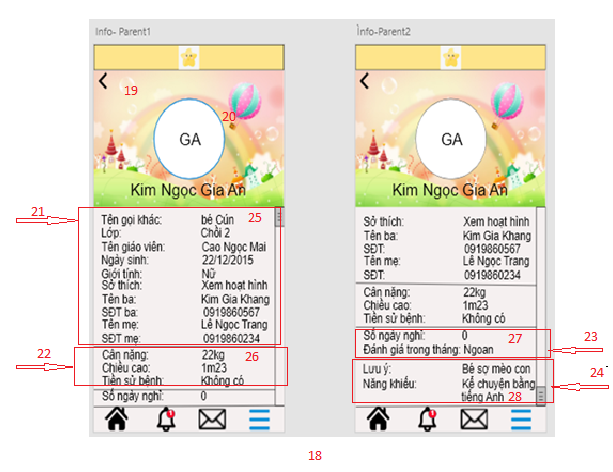 Info- Parent1
19
20
GA
Kim Ngọc Gia An
21
25
Tên gọi khác: bé Cún
Lớp: Chồi 2
Tên giáo viên: Cao Ngọc Mai
Ngày sinh: 22/12/2015
Giới tính: Nữ
Sở thích: Xem hoạt hình
Tên ba: Kim Gia Khang
SĐT ba: 0919860567
Tên mẹ: Lê Ngọc Trang
SĐT mẹ: 0919860234
22
26
Cân nặng: 22kg
Chiều cao: 1m23
Tiền sử bệnh: Không có
Số ngày nghỉ: 0
1
Info-Parent2
GA
Kim Ngọc Gia An
Sở thích: Xem hoạt hình
Tên ba: Kim Gia Khang
SĐT: 0919860567
Tên mẹ: Lê Ngọc Trang
SĐT: 0919860234
Cân nặng: 22kg
Chiều cao: 1m23
Tiền sử bệnh: Không có
Số ngày nghỉ: 0
27
23
Đánh giá trong tháng: Ngoan
Lưu ý: Bé sợ mèo con
24
Năng khiếu: Kể chuyện bằng
tiếng Anh
28
1
18